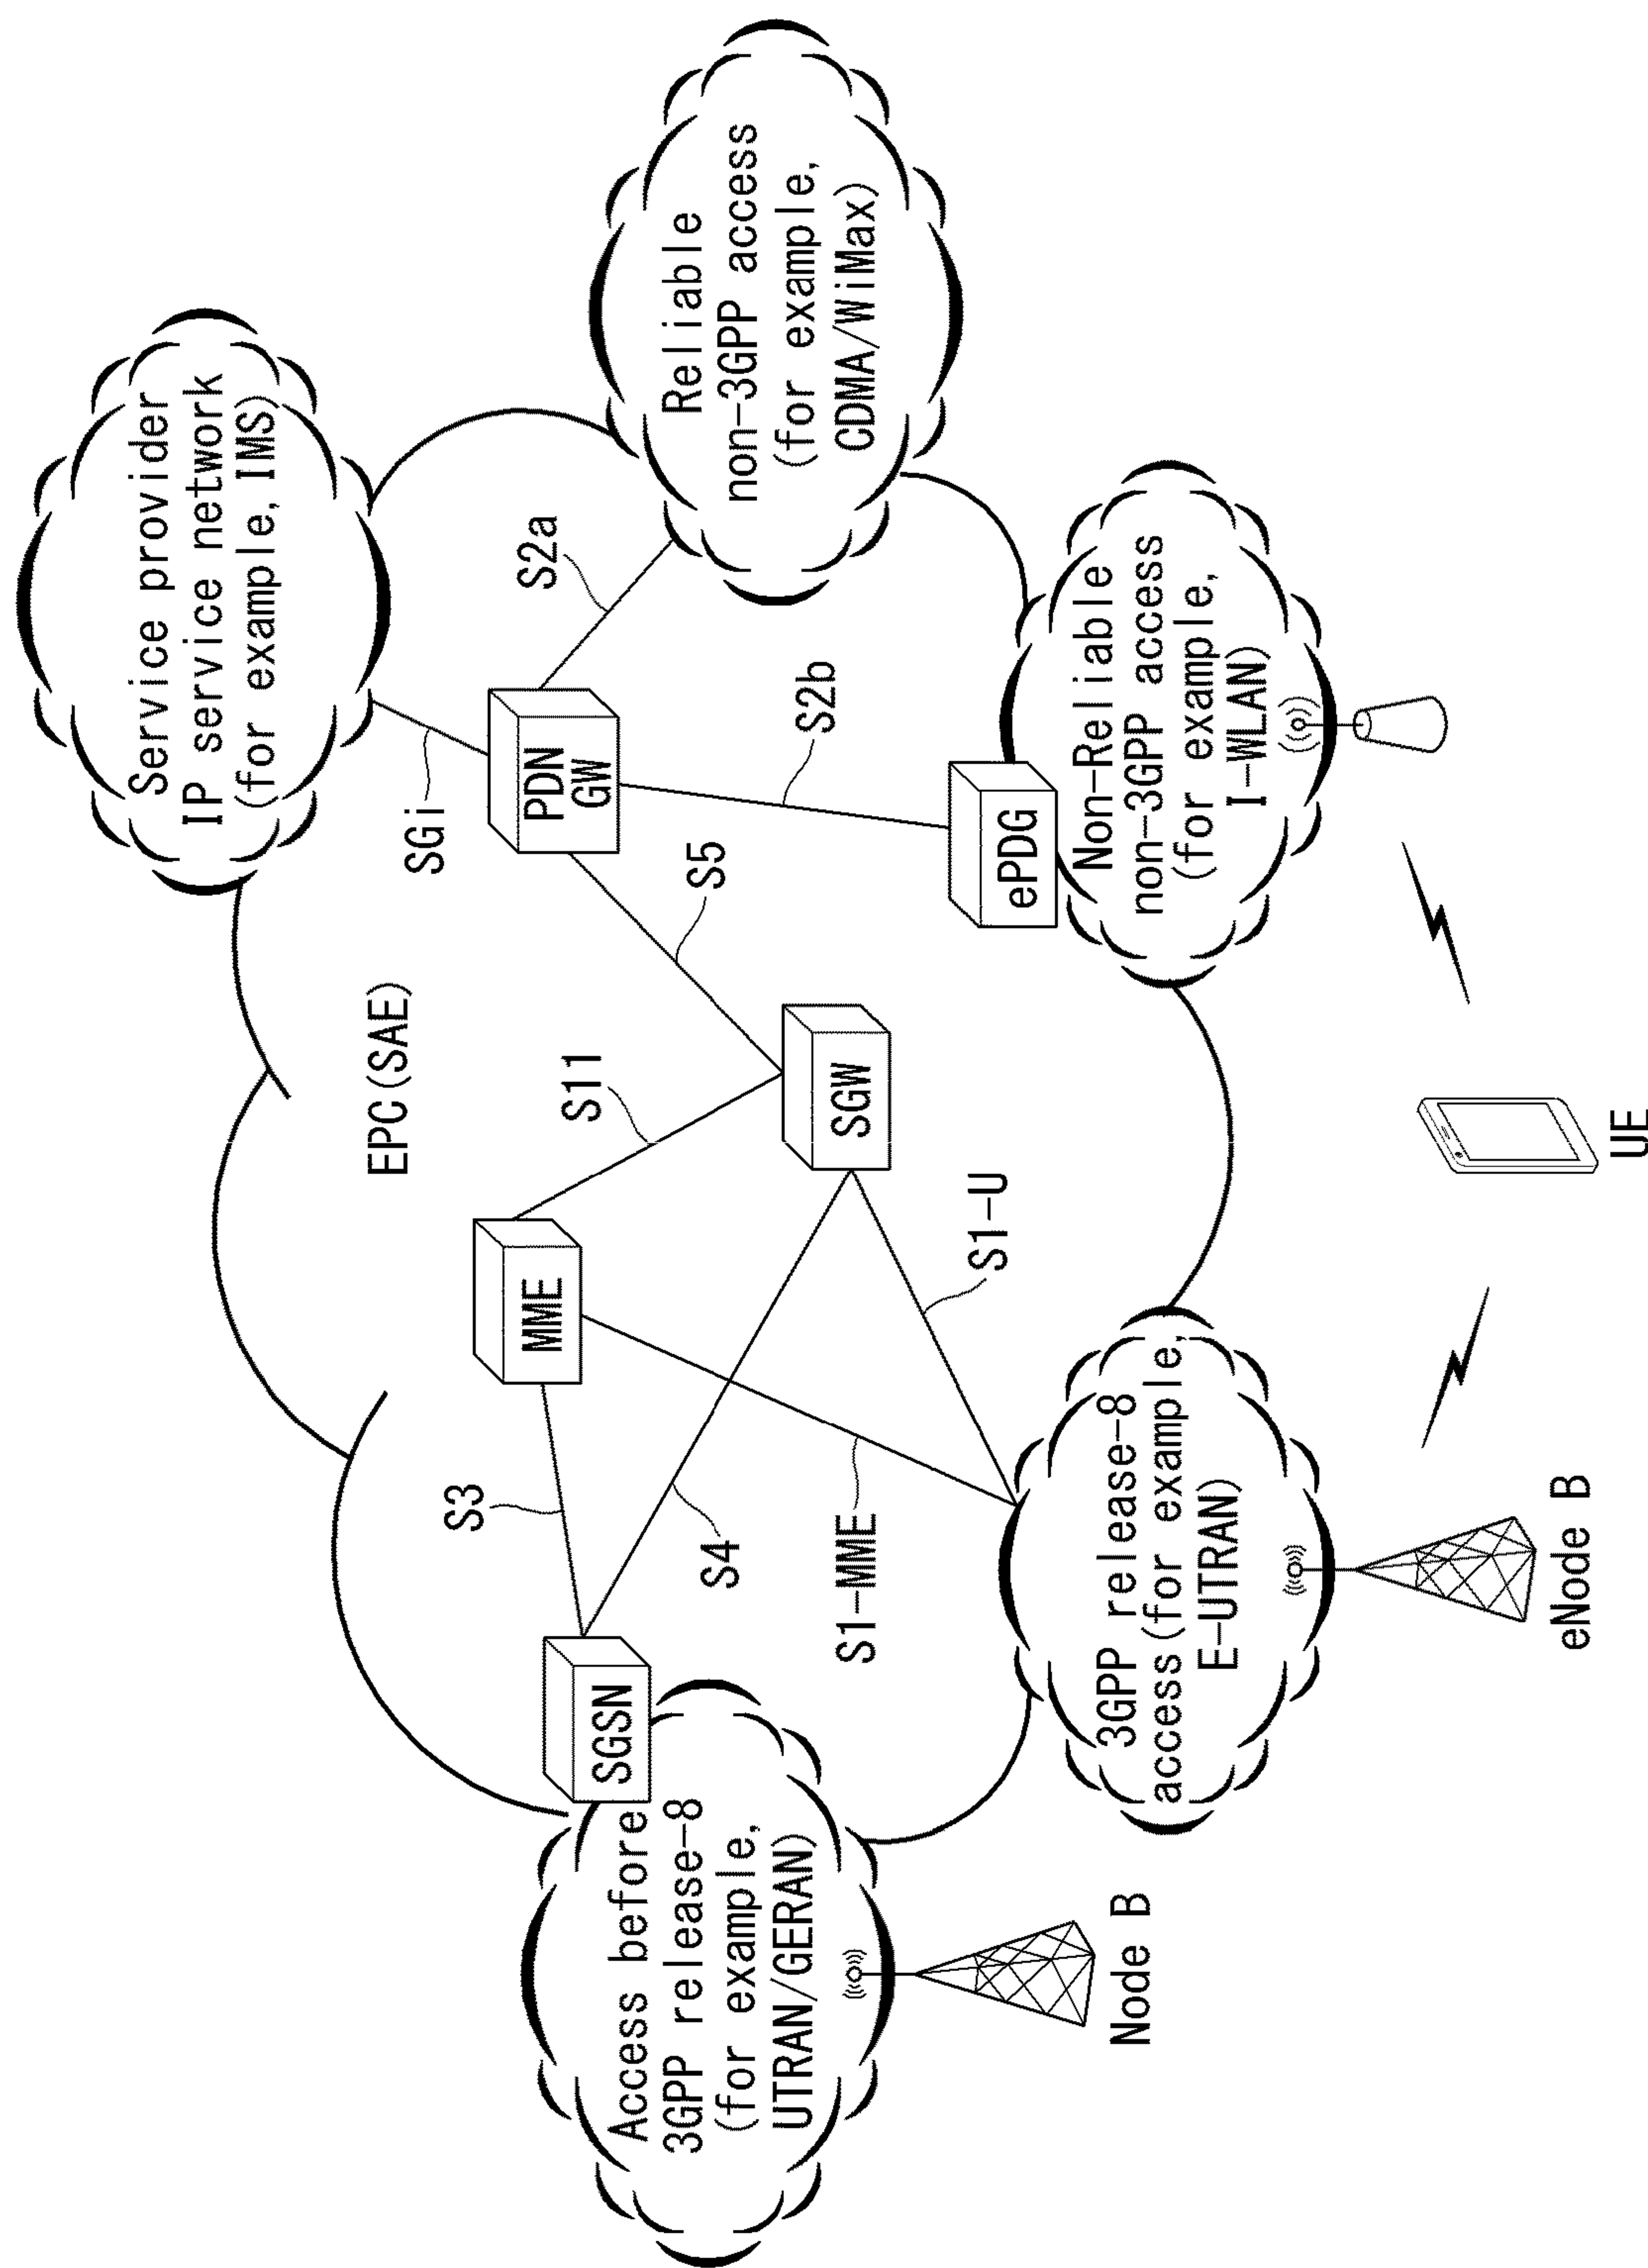 Service provider
IP service network
(for example, IMS)
EPC(SAE)
SGi
S2a
Reliable
non-3GPP access
(for example,
CDMA/WiMax)
PDN
GW
S3
MME
S11
S5
S2b
SGSN
S4
SGW
Access before
3GPP release-8
(for example,
UTRAN/GERAN)
S1-MME
S1-U
ePDG
Non-Reliable
non-3GPP access
(for example,
I-WLAN)
3GPP release-8
access(for example,
E-UTRAN)
Node B
eNode B
UE